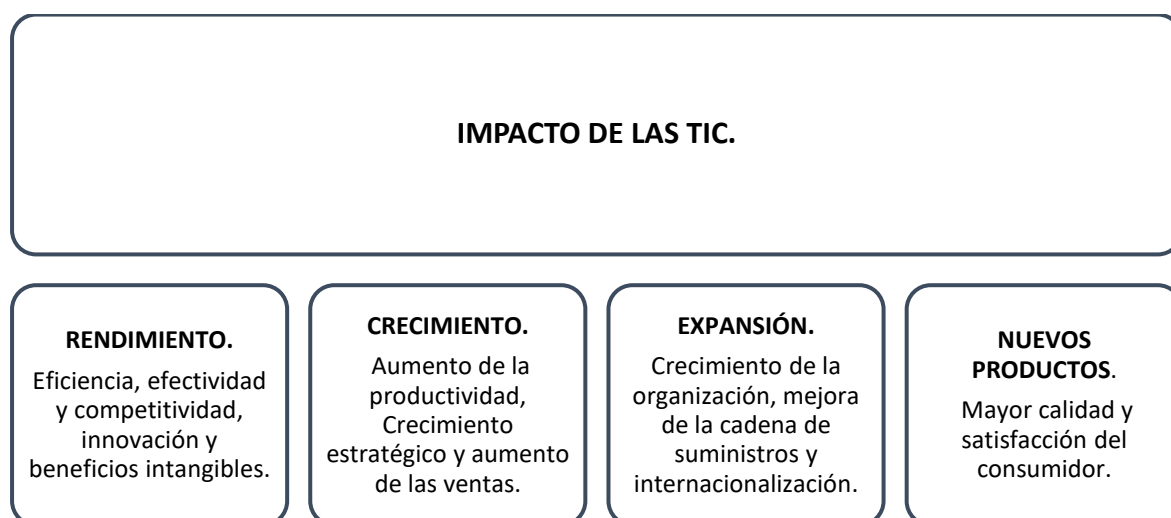 IMPACTO DE LAS TIC.
RENDIMIENTO.
Eficiencia, efectividad
y competitividad,
innovación y
beneficios intangibles.
CRECIMIENTO.
Aumento de la
productividad,
Crecimiento
estratégico y aumento
de las ventas.
EXPANSIÓN.
Crecimiento de la
organización, mejora
de la cadena de
suministros y
internacionalización.
NUEVOS
PRODUCTOS.
Mayor calidad y
satisfacción del
consumidor.